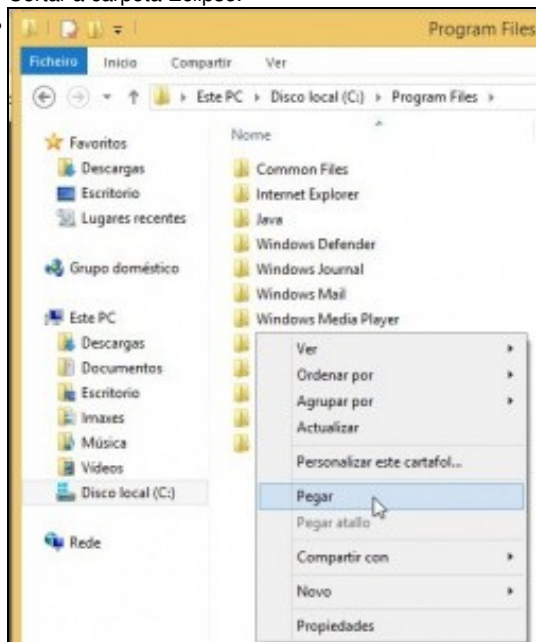 Program Files
Ficheiro Inicio Compartir Ver
Este PC Disco local (C:) Program Files
Favoritos
Descargas
Escritorio
Lugares recentes
Grupo doméstico
Este PC
Descargas
Documentos
Escritorio
Imaxes
Música
Vídeos
Disco local (C:)
Rede
Nome
Common Files
Internet Explorer
Java
Windows Defender
Windows Journal
Windows Mail
Windows Media Player
Ver
Ordenar por
Agrupar por
Actualizar
Personalizar este cartafol...
Pegar
Pegar atallo
Compartir con
Novo
Propiedades